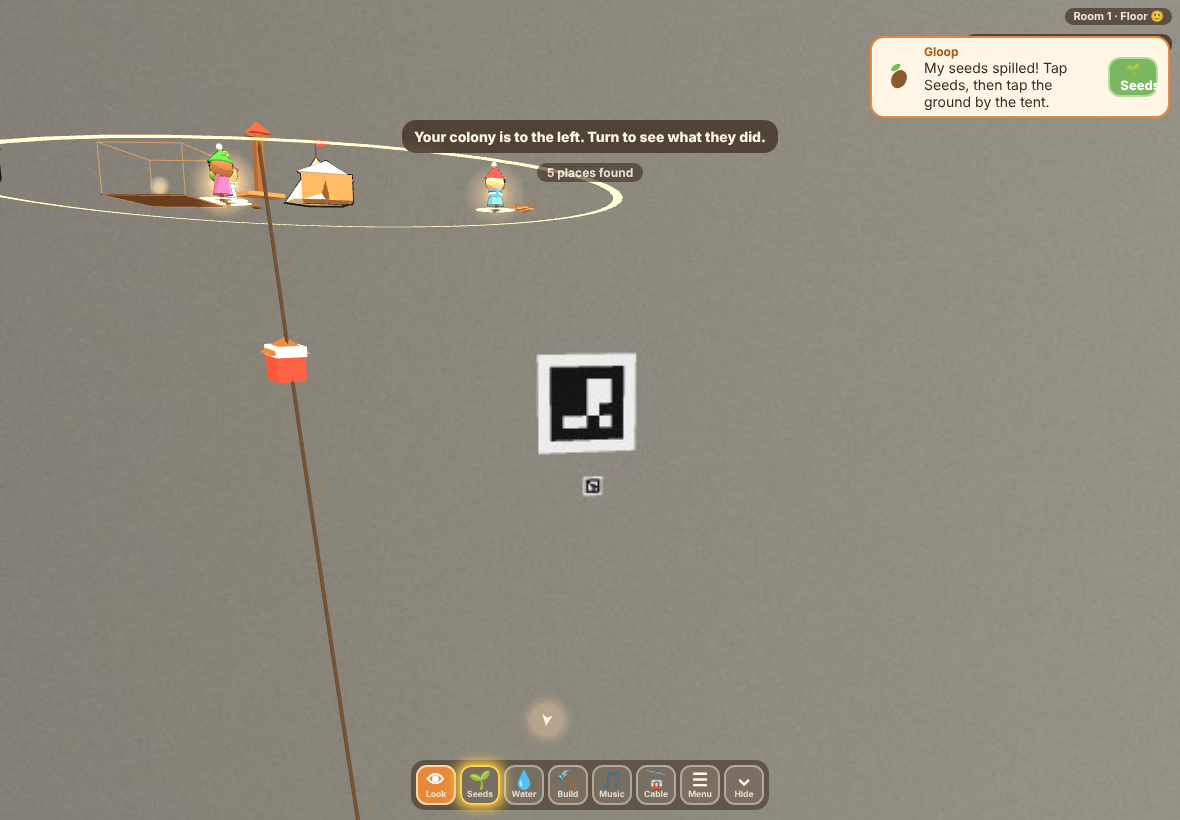 Room 1 · Floor 🙂
Gloop
My seeds spilled! Tap
Seeds, then tap the
ground by the tent.
🌱
Seeds
Your colony is to the left. Turn to see what they did.
5 places found
Look
Seeds
Water
Build
Music
Cable
Menu
Hide